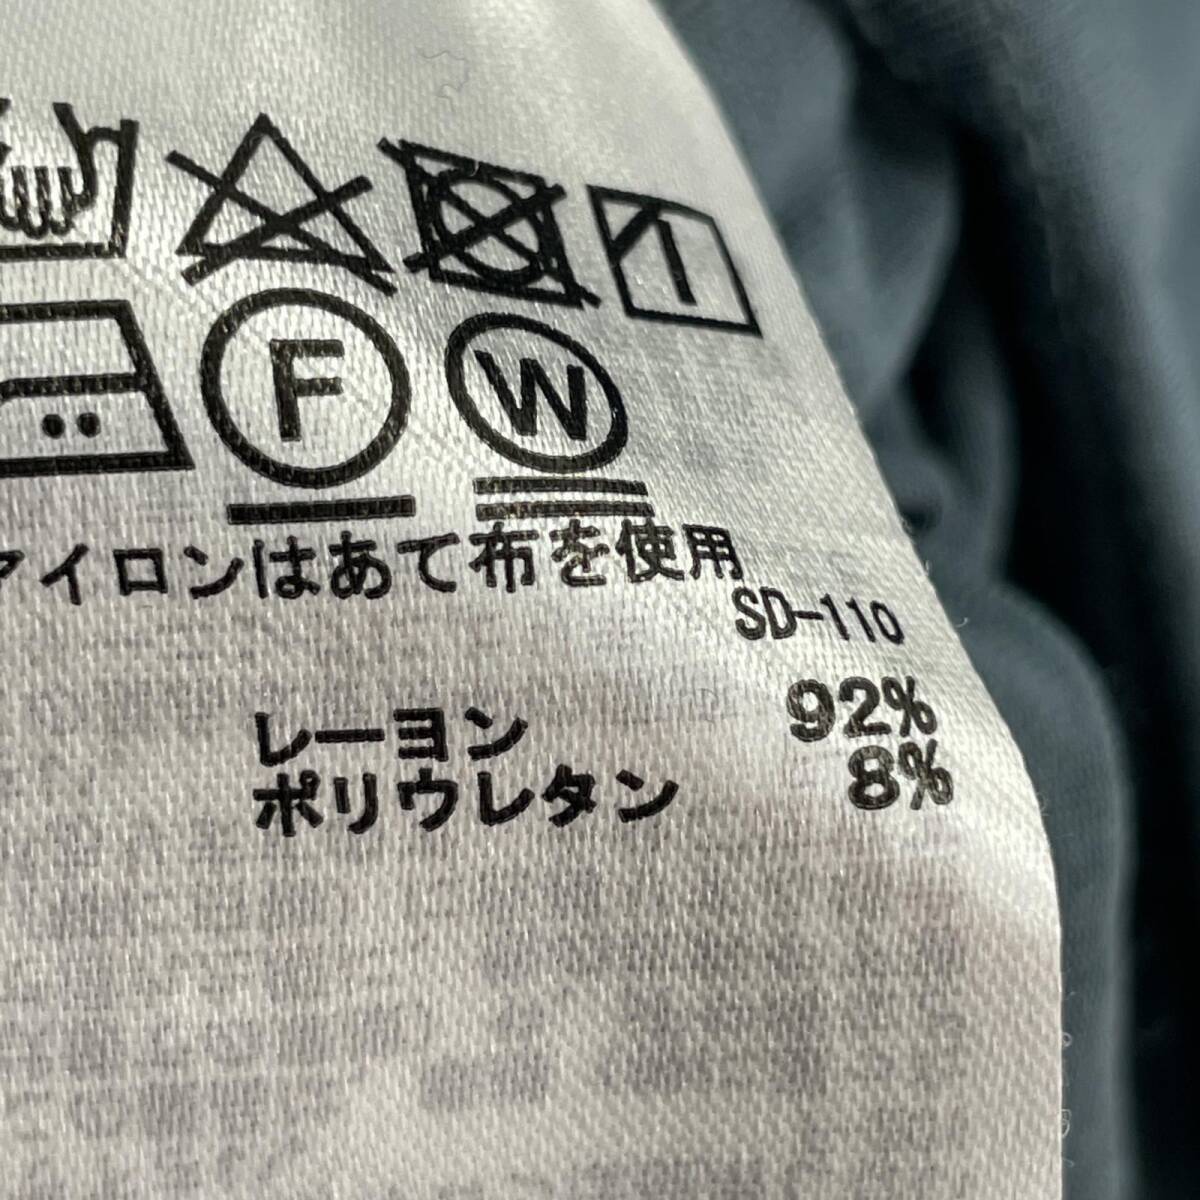 F W
アイロンはあて布を使用
SD-110
レーヨン 92%
ポリウレタン 8%